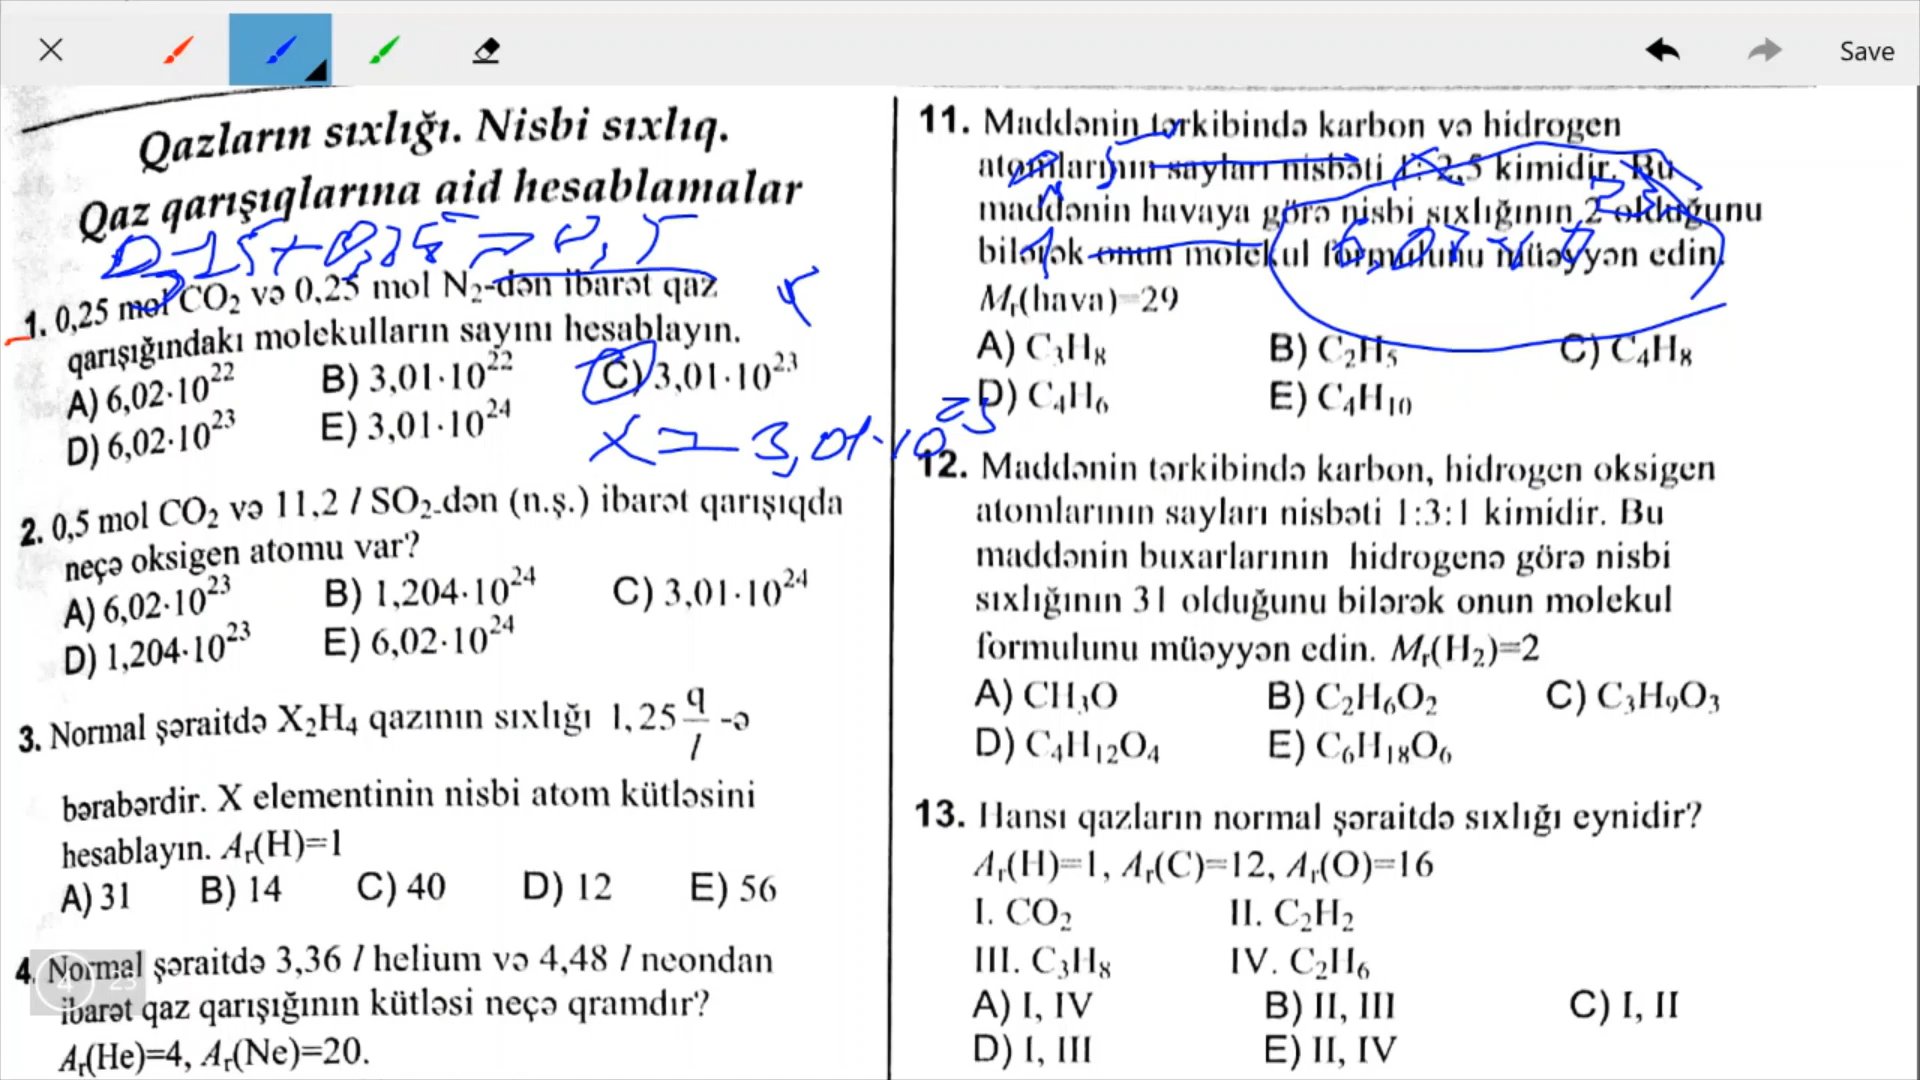 Save
Qazların sıxlığı. Nisbi sıxlıq.
Qaz qarışıqlarına aid hesablamalar
0,25+0,25=0,5
1. 0,25 mol CO₂ və 0,25 mol N₂-dən ibarət qaz
qarışığındakı molekulların sayını hesablayın.
A) 6,02·10²² B) 3,01·10²² C) 3,01·10²³
D) 6,02·10²³ E) 3,01·10²⁴
x = 3,01·10²³
2. 0,5 mol CO₂ və 11,2 l SO₂-dən (n.ş.) ibarət qarışıqda
neçə oksigen atomu var?
A) 6,02·10²³ B) 1,204·10²⁴ C) 3,01·10²⁴
D) 1,204·10²³ E) 6,02·10²⁴
3. Normal şəraitdə X₂H₄ qazının sıxlığı 1,25 q/l -ə
bərabərdir. X elementinin nisbi atom kütləsini
hesablayın. Aᵣ(H)=1
A) 31 B) 14 C) 40 D) 12 E) 56
4. Normal şəraitdə 3,36 l helium və 4,48 l neondan
ibarət qaz qarışığının kütləsi neçə qramdır?
Aᵣ(He)=4, Aᵣ(Ne)=20.
4 23
11. Maddənin tərkibində karbon və hidrogen
atomlarının sayları nisbəti 1:2,5 kimidir. Bu
maddənin havaya görə nisbi sıxlığının 2 olduğunu
bilərək onun molekul formulunu müəyyən edin.
Mᵣ(hava)=29
A) C₃H₈ B) C₂H₅ C) C₄H₈
D) C₄H₆ E) C₄H₁₀
12. Maddənin tərkibində karbon, hidrogen oksigen
atomlarının sayları nisbəti 1:3:1 kimidir. Bu
maddənin buxarlarının hidrogenə görə nisbi
sıxlığının 31 olduğunu bilərək onun molekul
formulunu müəyyən edin. Mᵣ(H₂)=2
A) CH₃O B) C₂H₆O₂ C) C₃H₉O₃
D) C₄H₁₂O₄ E) C₆H₁₈O₆
13. Hansı qazların normal şəraitdə sıxlığı eynidir?
Aᵣ(H)=1, Aᵣ(C)=12, Aᵣ(O)=16
I. CO₂ II. C₂H₂
III. C₃H₈ IV. C₂H₆
A) I, IV B) II, III C) I, II
D) I, III E) II, IV